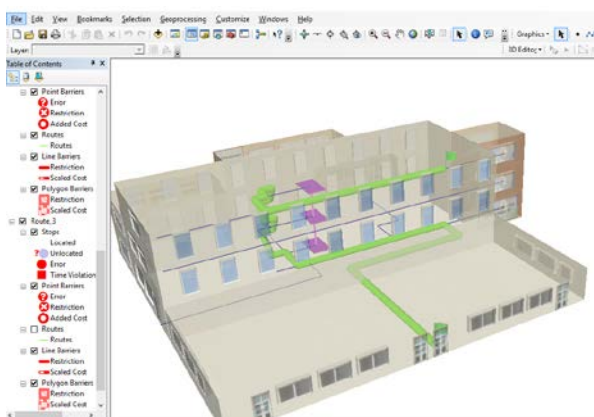 File Edit View Bookmarks Selection Geoprocessing Customize Windows Help
Graphics
Layer:
3D Editor
Table of Contents
Point Barriers
Error
Restriction
Added Cost
Routes
Routes
Line Barriers
Restriction
Scaled Cost
Polygon Barriers
Restriction
Scaled Cost
Route_3
Stops
Located
Unlocated
Error
Time Violation
Point Barriers
Error
Restriction
Added Cost
Routes
Routes
Line Barriers
Restriction
Scaled Cost
Polygon Barriers
Restriction
Scaled Cost